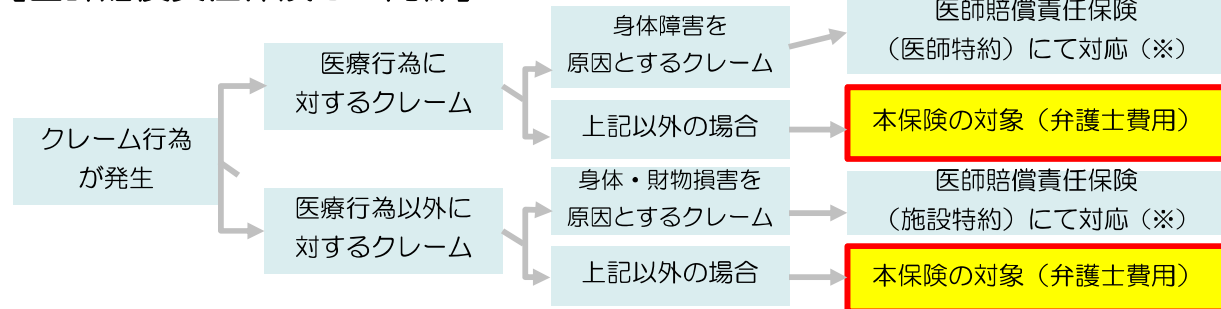 クレーム行為
が発生
医療行為に
対するクレーム
身体障害を
原因とするクレーム
医師賠償責任保険
(医師特約)にて対応(※)
上記以外の場合
本保険の対象(弁護士費用)
医療行為以外に
対するクレーム
身体・財物損害を
原因とするクレーム
医師賠償責任保険
(施設特約)にて対応(※)
上記以外の場合
本保険の対象(弁護士費用)